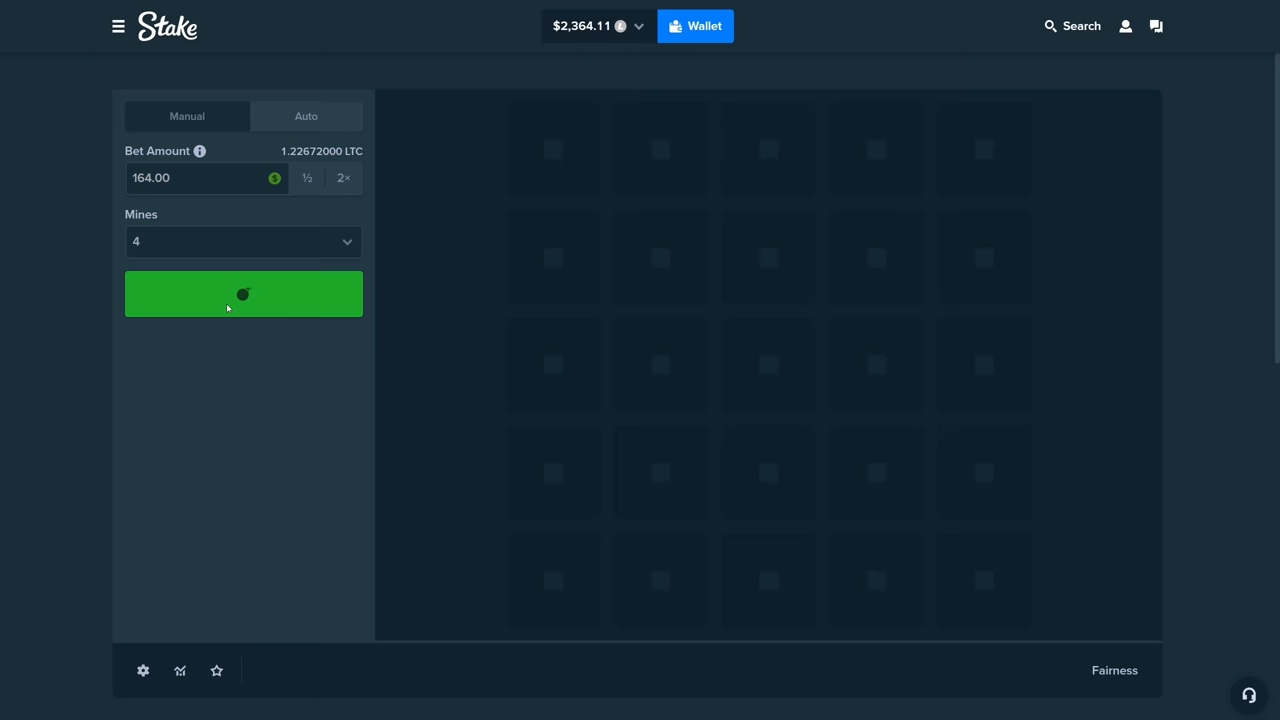 Stake
$2,364.11
Wallet
Search
Manual
Auto
Bet Amount
1.22672000 LTC
164.00
½
2×
Mines
4
Fairness